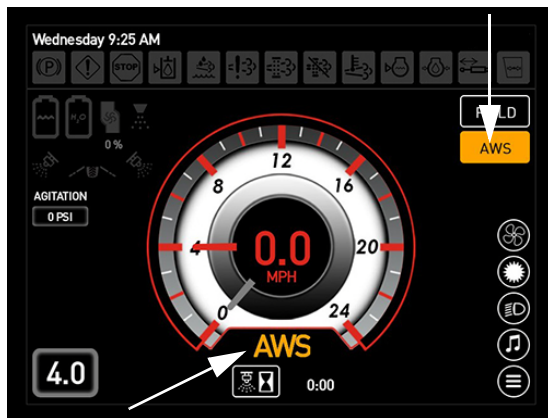 Wednesday 9:25 AM
(P)
STOP
H₂O
0 %
AWS
12
8
16
AGITATION
0 PSI
4
20
0.0
MPH
0
24
AWS
4.0
0:00